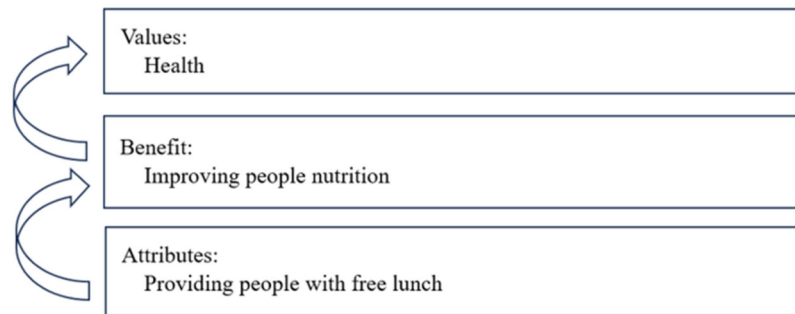 Values:
Health
Benefit:
Improving people nutrition
Attributes:
Providing people with free lunch